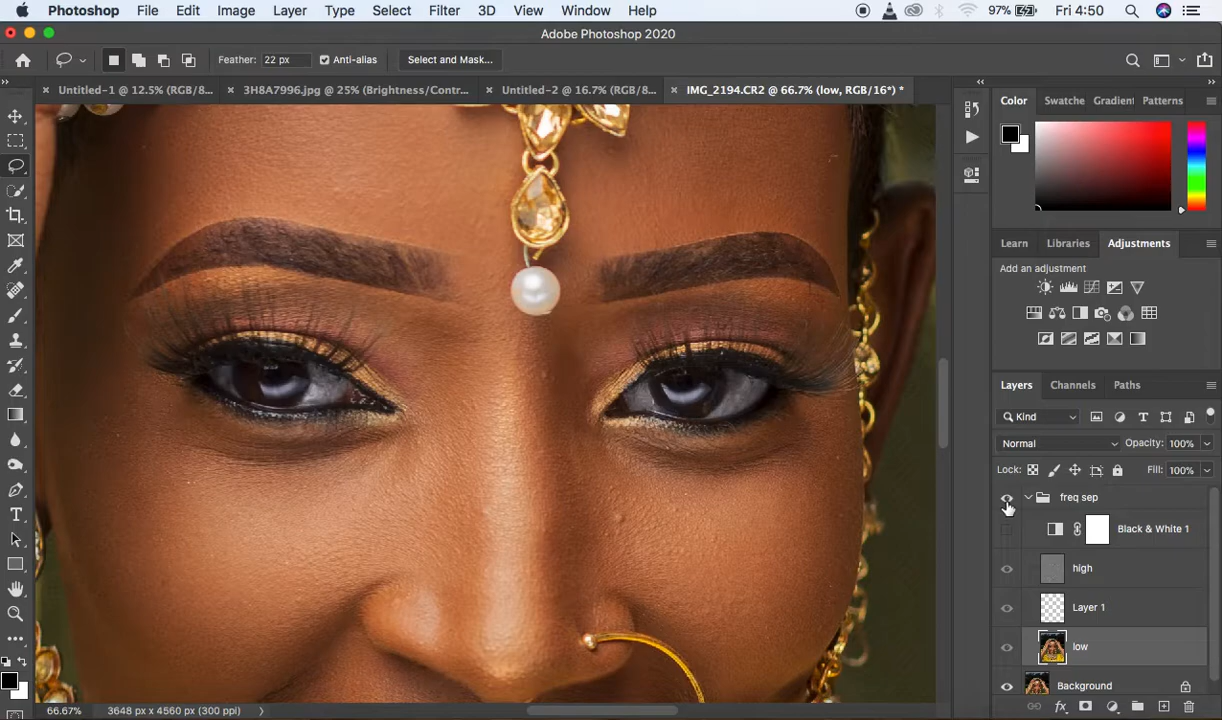 Photoshop File Edit Image Layer Type Select Filter 3D View Window Help 97% Fri 4:50
Adobe Photoshop 2020
Feather: 22 px Anti-alias Select and Mask...
Untitled-1 @ 12.5% (RGB/8... 3H8A7996.jpg @ 25% (Brightness/Contr... Untitled-2 @ 16.7% (RGB/8... IMG_2194.CR2 @ 66.7% (low, RGB/16*) *
Color Swatche Gradien Patterns
Learn Libraries Adjustments
Add an adjustment
Layers Channels Paths
Kind
Normal Opacity: 100%
Lock: Fill: 100%
freq sep
Black & White 1
high
Layer 1
low
Background
66.67% 3648 px x 4560 px (300 ppi)